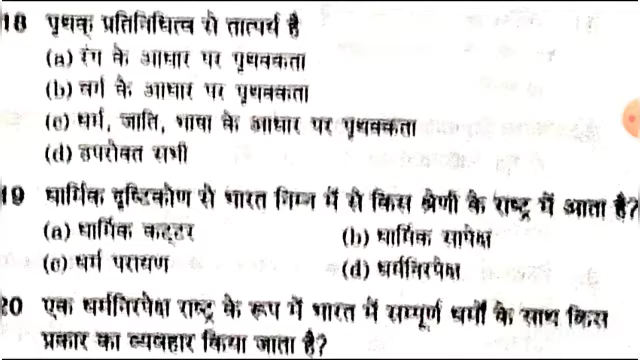 18 पृथक् प्रतिनिधित्व से तात्पर्य है
(a) रंग के आधार पर पृथक्कता
(b) वर्ग के आधार पर पृथक्कता
(c) धर्म, जाति, भाषा के आधार पर पृथक्कता
(d) उपरोक्त सभी
19 धार्मिक दृष्टिकोण से भारत निम्न में से किस श्रेणी के राष्ट्र में आता है?
(a) धार्मिक कट्टर (b) धार्मिक सापेक्ष
(c) धर्म परायण (d) धर्मनिरपेक्ष
20 एक धर्मनिरपेक्ष राष्ट्र के रूप में भारत में सम्पूर्ण धर्मों के साथ किस
प्रकार का व्यवहार किया जाता है?